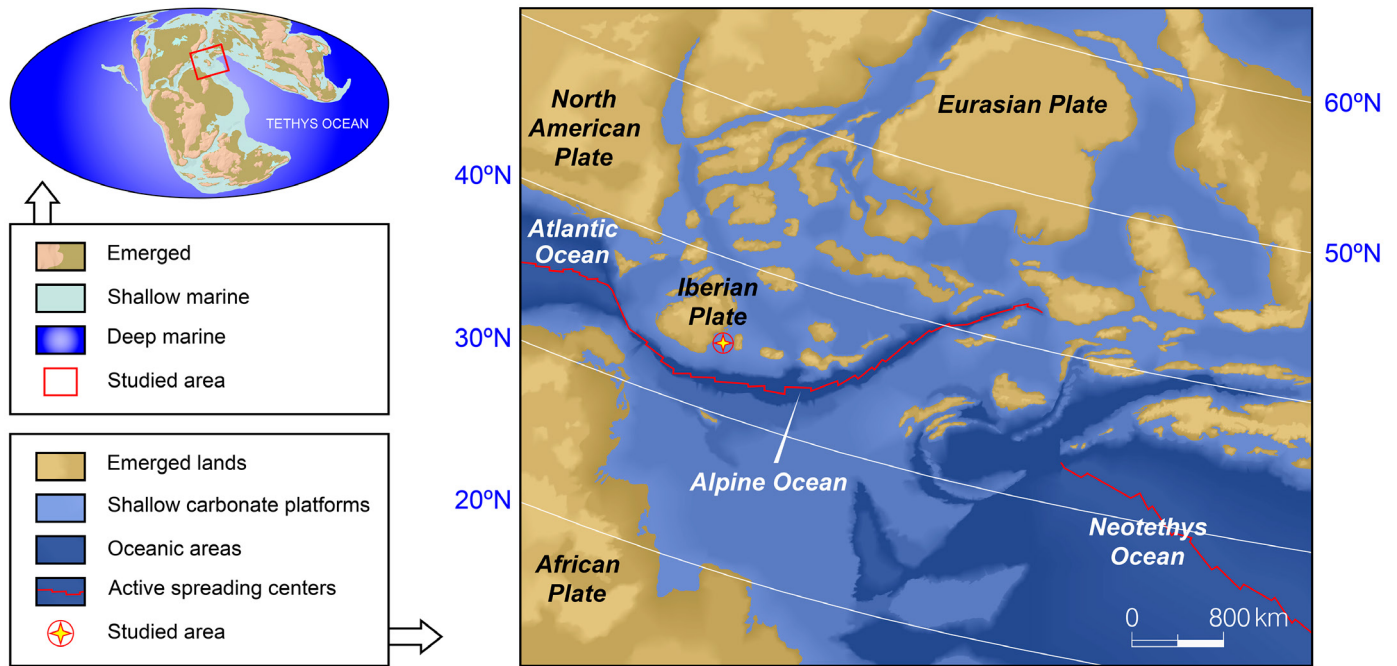 TETHYS OCEAN
Emerged
Shallow marine
Deep marine
Studied area
Emerged lands
Shallow carbonate platforms
Oceanic areas
Active spreading centers
Studied area
North
American
Plate
Eurasian Plate
60ºN
40ºN
Atlantic
Ocean
50ºN
Iberian
Plate
30ºN
Alpine Ocean
20ºN
Neotethys
Ocean
African
Plate
0 800 km